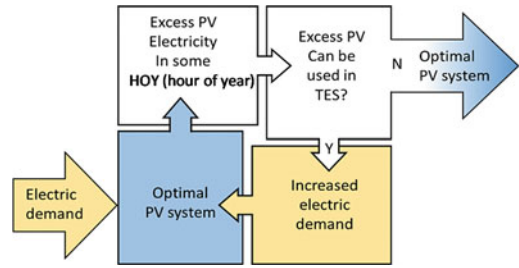 Excess PV
Electricity
In some
HOY (hour of year)
Excess PV
Can be
used in
TES?
N
Optimal
PV system
Y
Electric
demand
Optimal
PV system
Increased
electric
demand